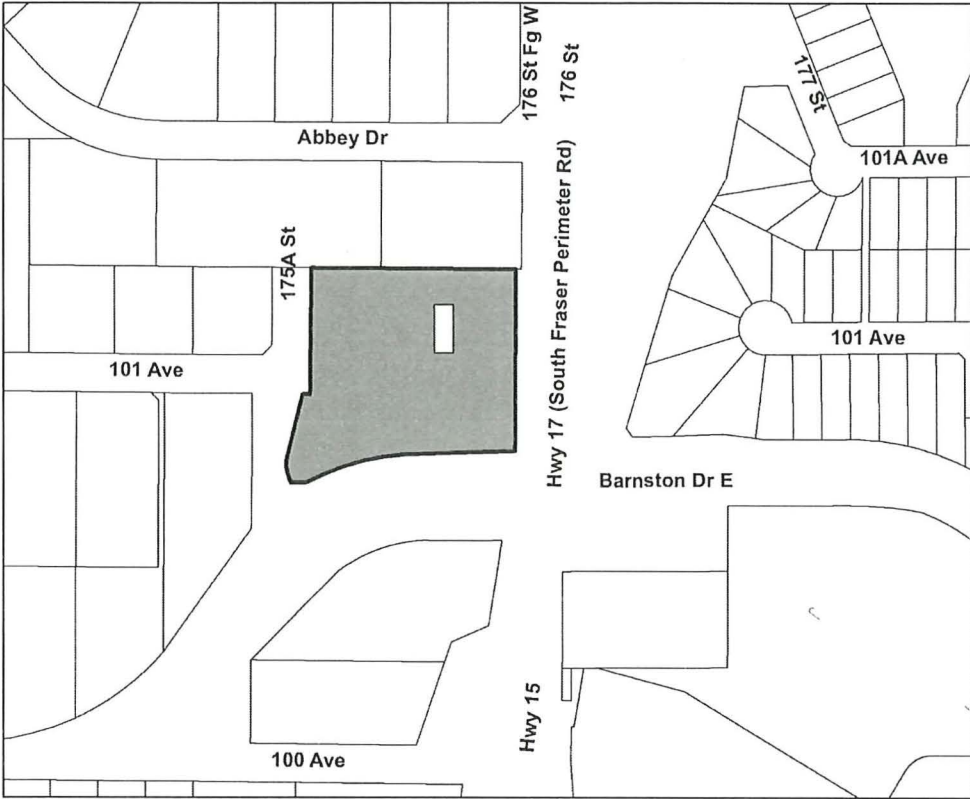 176 St Fg W
176 St
177 St
Abbey Dr
101A Ave
175A St
Hwy 17 (South Fraser Perimeter Rd)
101 Ave
101 Ave
Barnston Dr E
Hwy 15
100 Ave